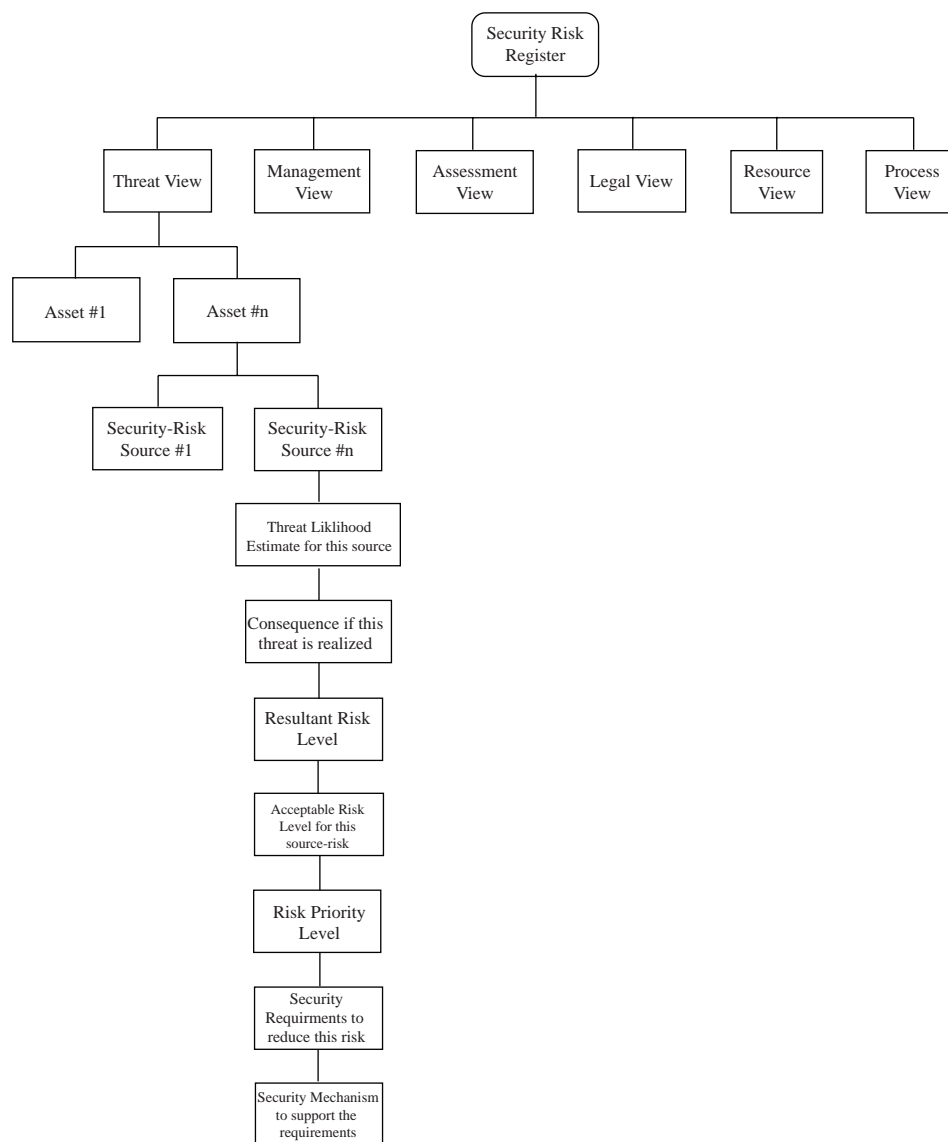 Security Risk
Register
Threat View
Management
View
Assessment
View
Legal View
Resource
View
Process
View
Asset #1
Asset #n
Security-Risk
Source #1
Security-Risk
Source #n
Threat Liklihood
Estimate for this source
Consequence if this
threat is realized
Resultant Risk
Level
Acceptable Risk
Level for this
source-risk
Risk Priority
Level
Security
Requirments to
reduce this risk
Security Mechanism
to support the
requirements